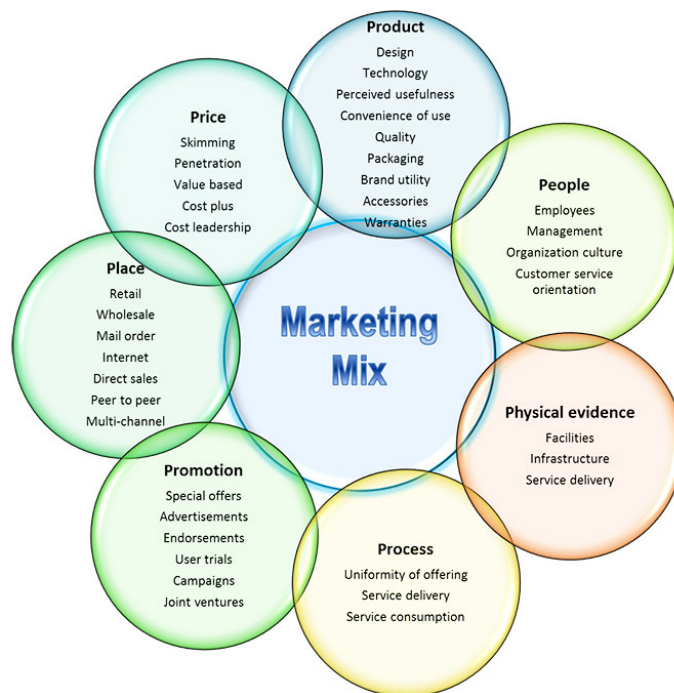 Product
Design
Technology
Perceived usefulness
Convenience of use
Quality
Packaging
Brand utility
Accessories
Warranties
Price
Skimming
Penetration
Value based
Cost plus
Cost leadership
People
Employees
Management
Organization culture
Customer service
orientation
Place
Retail
Wholesale
Mail order
Internet
Direct sales
Peer to peer
Multi-channel
Marketing
Mix
Physical evidence
Facilities
Infrastructure
Service delivery
Promotion
Special offers
Advertisements
Endorsements
User trials
Campaigns
Joint ventures
Process
Uniformity of offering
Service delivery
Service consumption